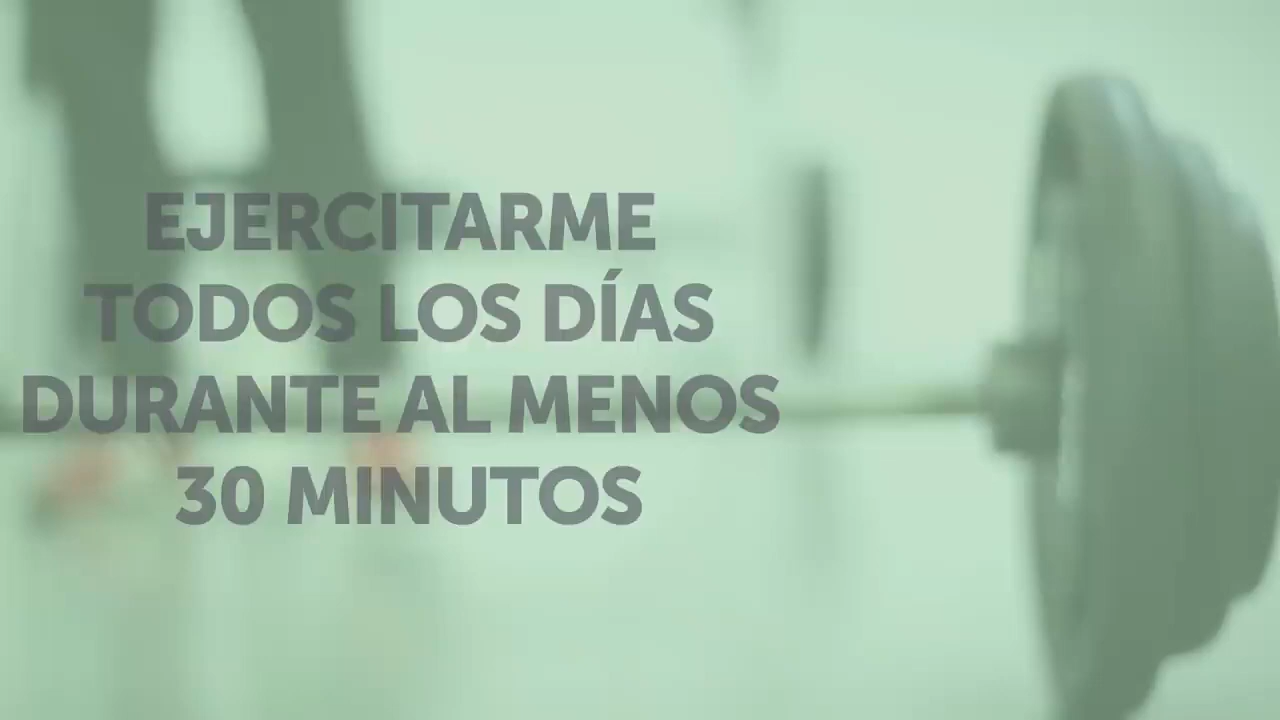 EJERCITARME
TODOS LOS DÍAS
DURANTE AL MENOS
30 MINUTOS